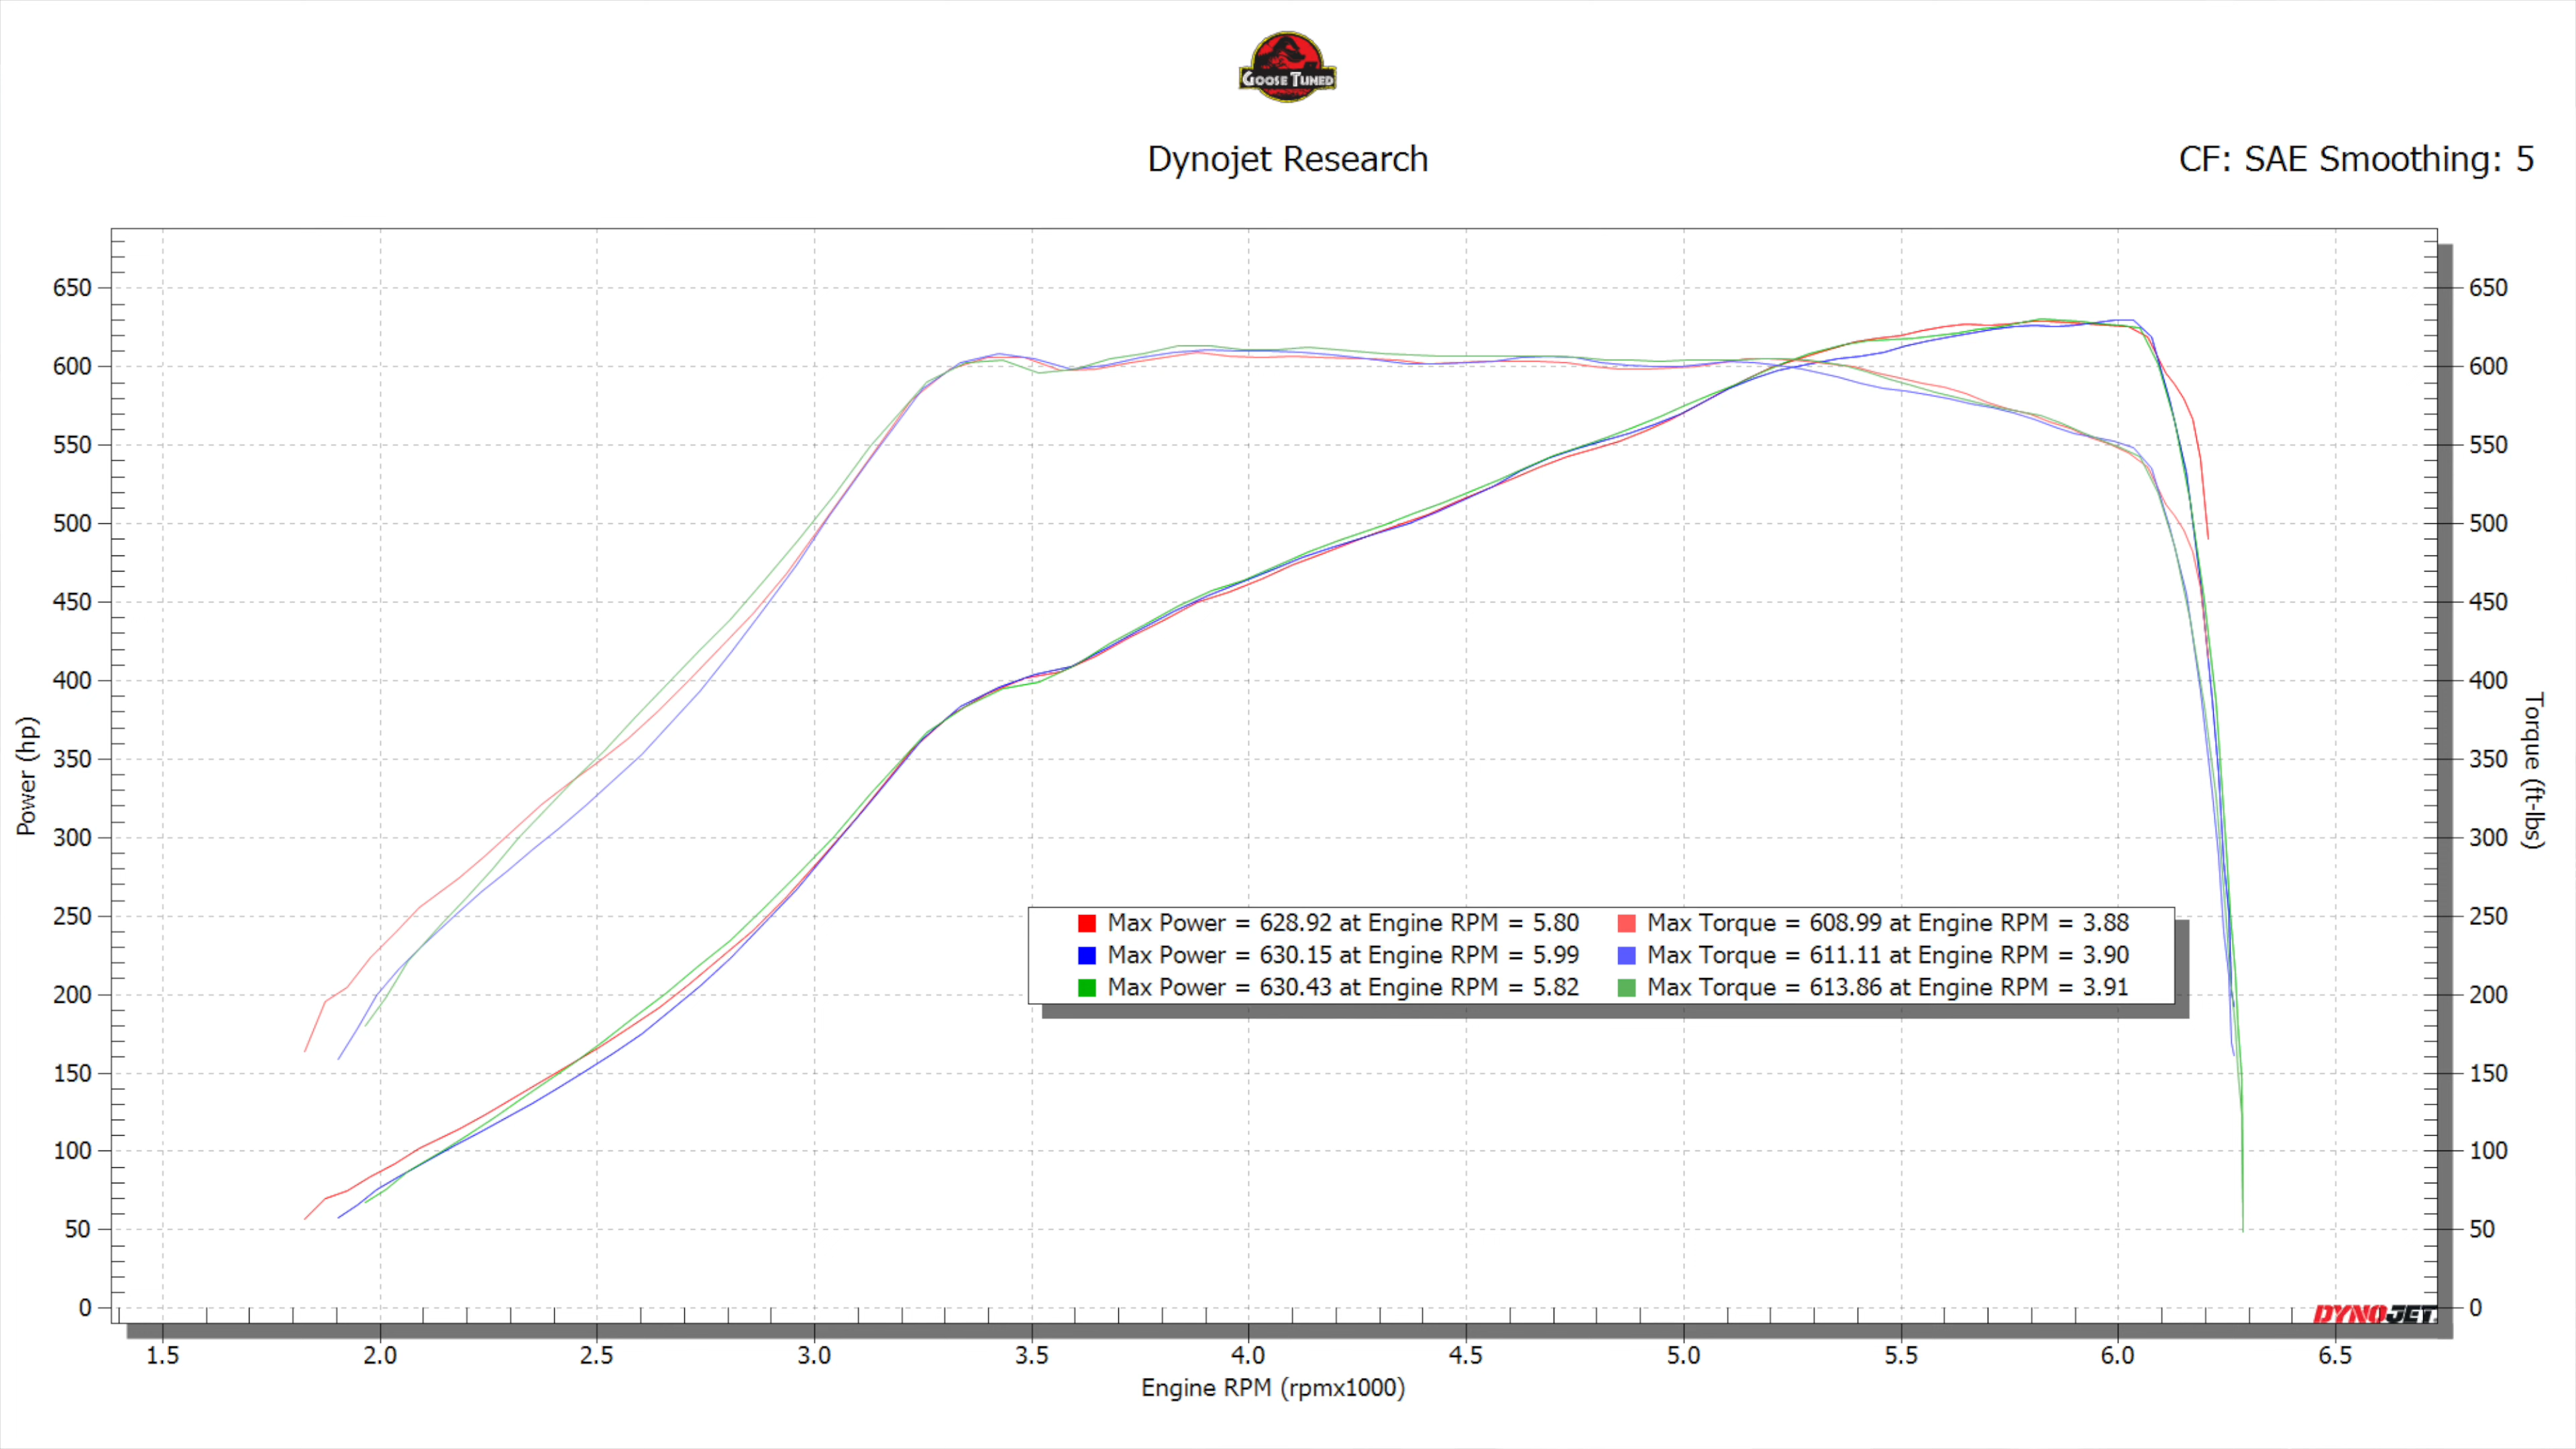 GOOSE TUNED
Dynojet Research
CF: SAE Smoothing: 5
650
600
550
500
450
400
350
300
250
200
150
100
50
0
Power (hp)
650
600
550
500
450
400
350
300
250
200
150
100
50
0
Torque (ft-lbs)
Max Power = 628.92 at Engine RPM = 5.80 Max Torque = 608.99 at Engine RPM = 3.88
Max Power = 630.15 at Engine RPM = 5.99 Max Torque = 611.11 at Engine RPM = 3.90
Max Power = 630.43 at Engine RPM = 5.82 Max Torque = 613.86 at Engine RPM = 3.91
DYNOJET
1.5 2.0 2.5 3.0 3.5 4.0 4.5 5.0 5.5 6.0 6.5
Engine RPM (rpmx1000)